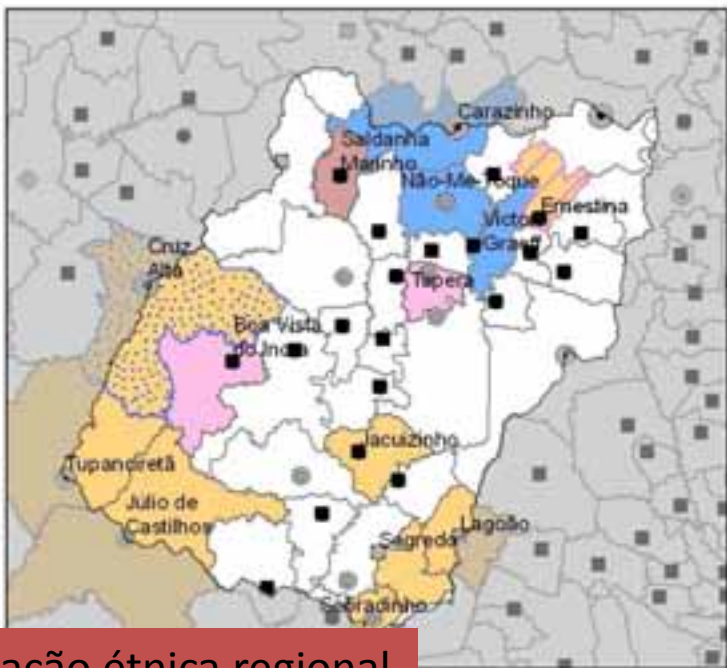 Carazinho
Saldanha
Marinho
Não-Me-Toque
Ernestina
Victor
Graeff
Cruz
Alta
Tapera
Boa Vista
do Incra
Jacuizinho
Tupanciretã
Júlio de
Castilhos
Lagoão
Segredo
Sobradinho
ação étnica regional